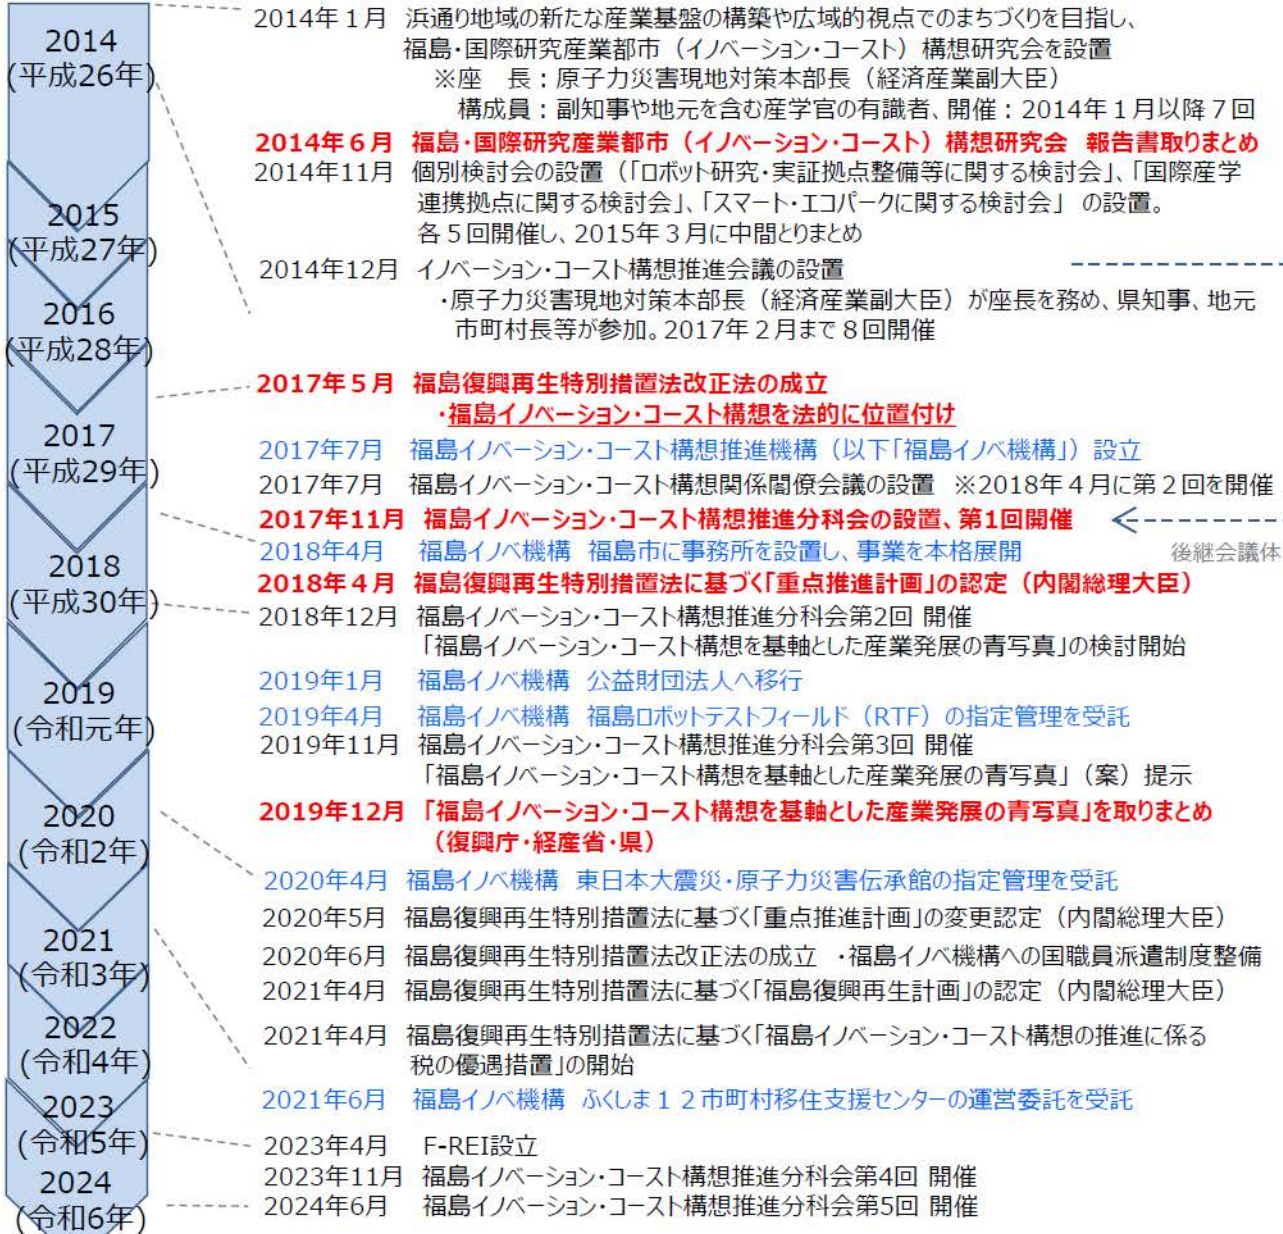 2014
(平成26年)
2015
(平成27年)
2016
(平成28年)
2017
(平成29年)
2018
(平成30年)
2019
(令和元年)
2020
(令和2年)
2021
(令和3年)
2022
(令和4年)
2023
(令和5年)
2024
(令和6年)
2014年1月 浜通り地域の新たな産業基盤の構築や広域的視点でのまちづくりを目指し、
福島・国際研究産業都市（イノベーション・コースト）構想研究会を設置
※座 長：原子力災害現地対策本部長（経済産業副大臣）
構成員：副知事や地元を含む産学官の有識者、開催：2014年1月以降7回
2014年6月 福島・国際研究産業都市（イノベーション・コースト）構想研究会 報告書取りまとめ
2014年11月 個別検討会の設置（「ロボット研究・実証拠点整備等に関する検討会」、「国際産学
連携拠点に関する検討会」、「スマート・エコパークに関する検討会」 の設置。
各5回開催し、2015年3月に中間とりまとめ
2014年12月 イノベーション・コースト構想推進会議の設置
・原子力災害現地対策本部長（経済産業副大臣）が座長を務め、県知事、地元
市町村長等が参加。2017年2月まで8回開催
2017年5月 福島復興再生特別措置法改正法の成立
・福島イノベーション・コースト構想を法的に位置付け
2017年7月 福島イノベーション・コースト構想推進機構（以下「福島イノベ機構」）設立
2017年7月 福島イノベーション・コースト構想関係閣僚会議の設置 ※2018年4月に第2回を開催
2017年11月 福島イノベーション・コースト構想推進分科会の設置、第1回開催
2018年4月 福島イノベ機構 福島市に事務所を設置し、事業を本格展開
後継会議体
2018年4月 福島復興再生特別措置法に基づく「重点推進計画」の認定（内閣総理大臣）
2018年12月 福島イノベーション・コースト構想推進分科会第2回 開催
「福島イノベーション・コースト構想を基軸とした産業発展の青写真」の検討開始
2019年1月 福島イノベ機構 公益財団法人へ移行
2019年4月 福島イノベ機構 福島ロボットテストフィールド（RTF）の指定管理を受託
2019年11月 福島イノベーション・コースト構想推進分科会第3回 開催
「福島イノベーション・コースト構想を基軸とした産業発展の青写真」（案）提示
2019年12月 「福島イノベーション・コースト構想を基軸とした産業発展の青写真」を取りまとめ
（復興庁・経産省・県）
2020年4月 福島イノベ機構 東日本大震災・原子力災害伝承館の指定管理を受託
2020年5月 福島復興再生特別措置法に基づく「重点推進計画」の変更認定（内閣総理大臣）
2020年6月 福島復興再生特別措置法改正法の成立 ・福島イノベ機構への国職員派遣制度整備
2021年4月 福島復興再生特別措置法に基づく「福島復興再生計画」の認定（内閣総理大臣）
2021年4月 福島復興再生特別措置法に基づく「福島イノベーション・コースト構想の推進に係る
税の優遇措置」の開始
2021年6月 福島イノベ機構 ふくしま12市町村移住支援センターの運営委託を受託
2023年4月 F-REI設立
2023年11月 福島イノベーション・コースト構想推進分科会第4回 開催
2024年6月 福島イノベーション・コースト構想推進分科会第5回 開催